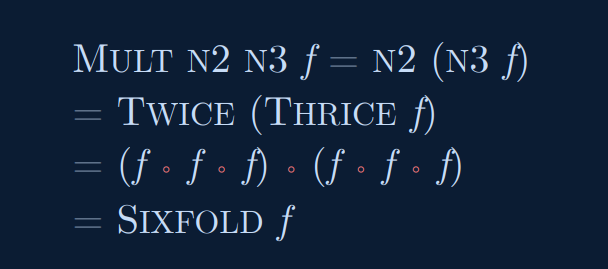 Mult n2 n3 f = n2 (n3 f)
= Twice (Thrice f)
= (f ∘ f ∘ f) ∘ (f ∘ f ∘ f)
= Sixfold f